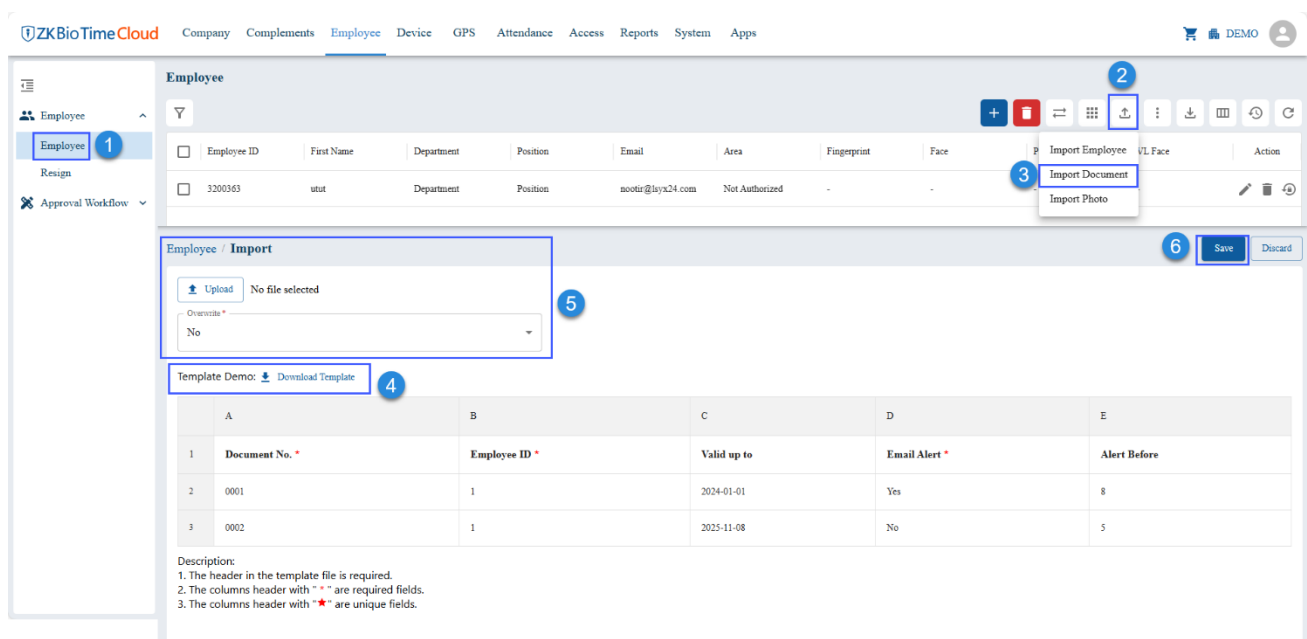 ZKBioTime Cloud Company Complements Employee Device GPS Attendance Access Reports System Apps DEMO
Employee
2
Employee
Employee 1
Resign
Approval Workflow
Employee ID First Name Department Position Email Area Fingerprint Face VL Face Action
3200363 utut Department Position nootir@lsyx24.com Not Authorized - - - -
Import Employee
3 Import Document
Import Photo
Employee / Import 6 Save Discard
Upload No file selected
5
Overwrite *
No
Template Demo: Download Template 4
A B C D E
1 Document No. * Employee ID * Valid up to Email Alert * Alert Before
2 0001 1 2024-01-01 Yes 8
3 0002 1 2025-11-08 No 5
Description:
1. The header in the template file is required.
2. The columns header with " * " are required fields.
3. The columns header with "★" are unique fields.